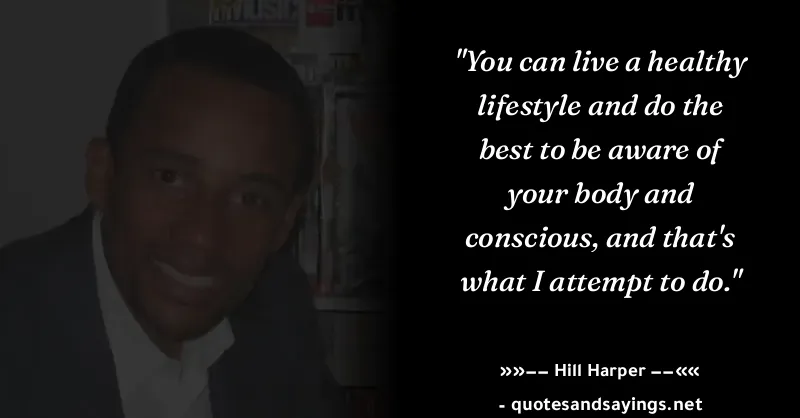 MUSIC
"You can live a healthy
lifestyle and do the
best to be aware of
your body and
conscious, and that's
what I attempt to do."
»»−− Hill Harper −−««
- quotesandsayings.net